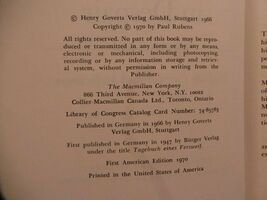 © Henry Goverts Verlag GmbH, Stuttgart 1966
Copyright © 1970 by Paul Rubens
All rights reserved. No part of this book may be repro-
duced or transmitted in any form or by any means,
electronic or mechanical, including photocopying,
recording or by any information storage and retrie-
val system, without permission in writing from the
Publisher.
The Macmillan Company
866 Third Avenue, New York, N.Y. 10022
Collier-Macmillan Canada Ltd., Toronto, Ontario
Library of Congress Catalog Card Number:
Published in Germany in 1966 by Henry Goverts
Verlag GmbH, Stuttgart
First published in Germany in 1947 by Bürger Verlag
under the title Tagebuch eines
First American Edition 1970
Printed in the United States of America